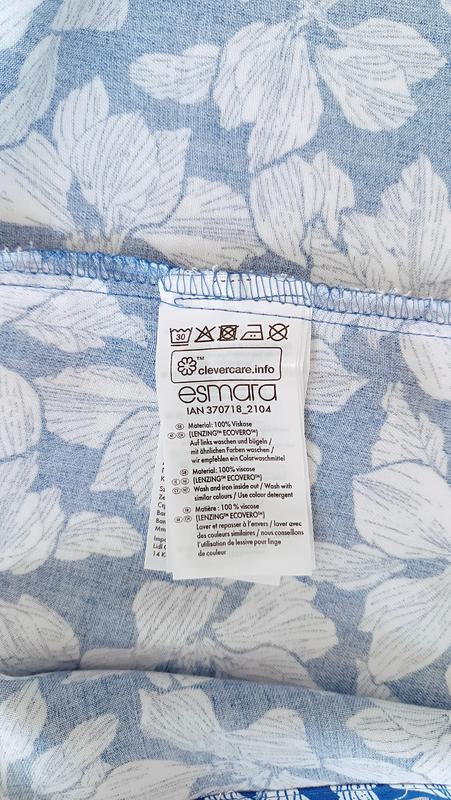 30
™
clevercare.info
esmara
IAN 370718_2104
Material: 100% Viskose
(LENZING™ ECOVERO™)
Auf links waschen und bügeln /
mit ähnlichen Farben waschen /
wir empfehlen ein Colorwaschmittel
Material: 100% viscose
(LENZING™ ECOVERO™)
Wash and iron inside out / Wash with
similar colours / Use colour detergent
Matière : 100% viscose
(LENZING™ ECOVERO™)
Laver et repasser à l'envers / laver avec
des couleurs similaires / nous conseillons
l'utilisation de lessive pour linge
de couleur